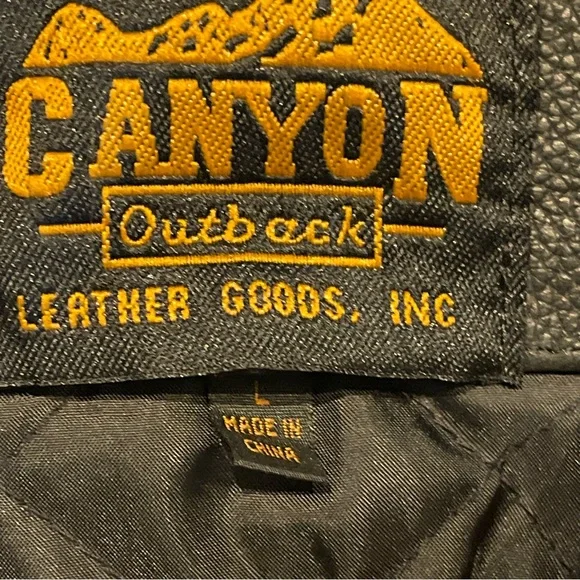 CANYON
Outback
LEATHER GOODS, INC
L
MADE IN
CHINA